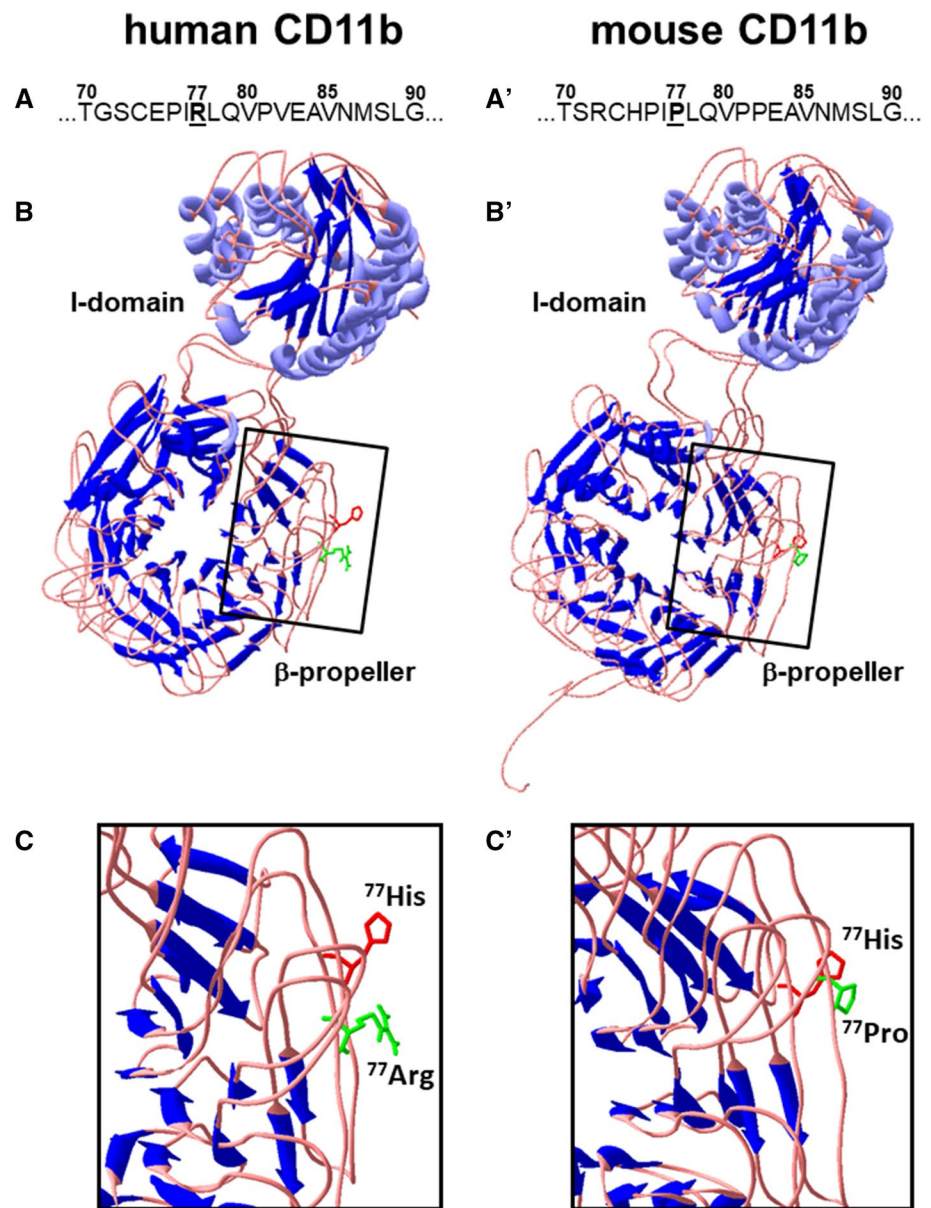 human CD11b
mouse CD11b
A
70 77 80 85 90
...TGSCEPIRLQVPVEAVNMSLG...
A'
70 77 80 85 90
...TSRCHPIPLQVPPEAVNMSLG...
B
I-domain
β-propeller
B'
I-domain
β-propeller
C
77His
77Arg
C'
77His
77Pro